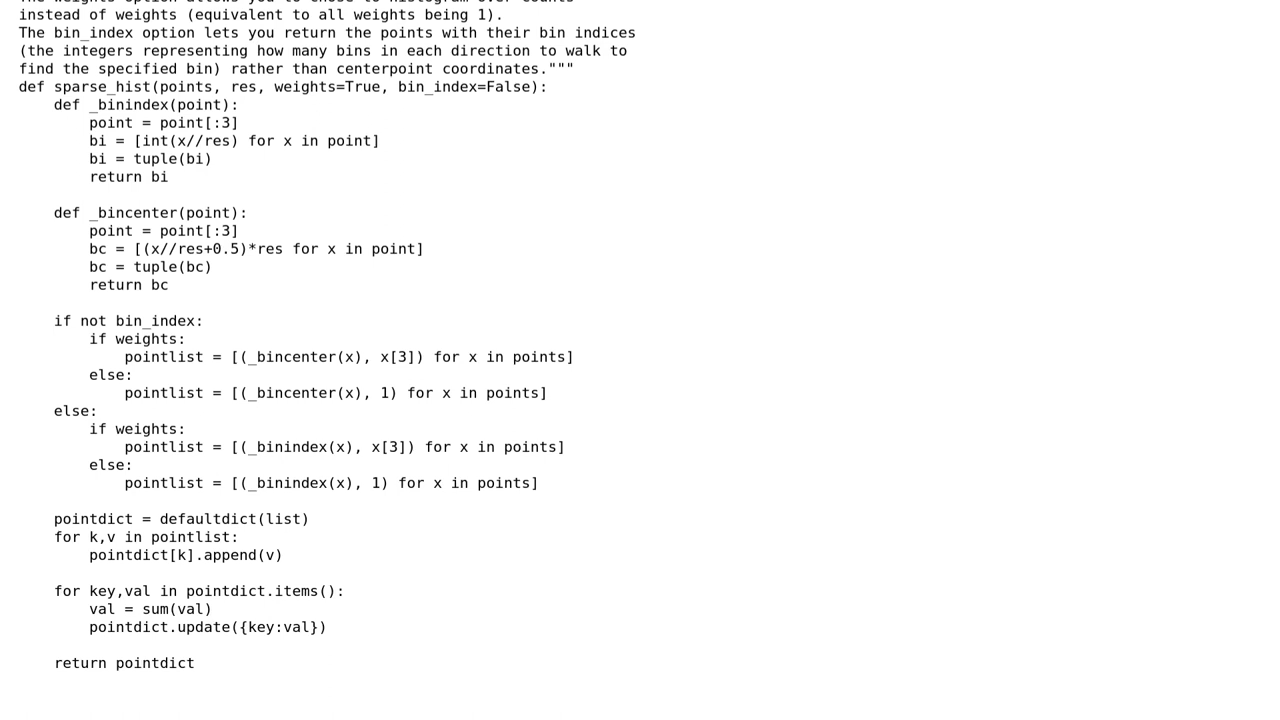 instead of weights (equivalent to all weights being 1).
The bin_index option lets you return the points with their bin indices
(the integers representing how many bins in each direction to walk to
find the specified bin) rather than centerpoint coordinates."""
def sparse_hist(points, res, weights=True, bin_index=False):
    def _binindex(point):
        point = point[:3]
        bi = [int(x//res) for x in point]
        bi = tuple(bi)
        return bi

    def _bincenter(point):
        point = point[:3]
        bc = [(x//res+0.5)*res for x in point]
        bc = tuple(bc)
        return bc

    if not bin_index:
        if weights:
            pointlist = [(_bincenter(x), x[3]) for x in points]
        else:
            pointlist = [(_bincenter(x), 1) for x in points]
    else:
        if weights:
            pointlist = [(_binindex(x), x[3]) for x in points]
        else:
            pointlist = [(_binindex(x), 1) for x in points]

    pointdict = defaultdict(list)
    for k,v in pointlist:
        pointdict[k].append(v)

    for key,val in pointdict.items():
        val = sum(val)
        pointdict.update({key:val})

    return pointdict